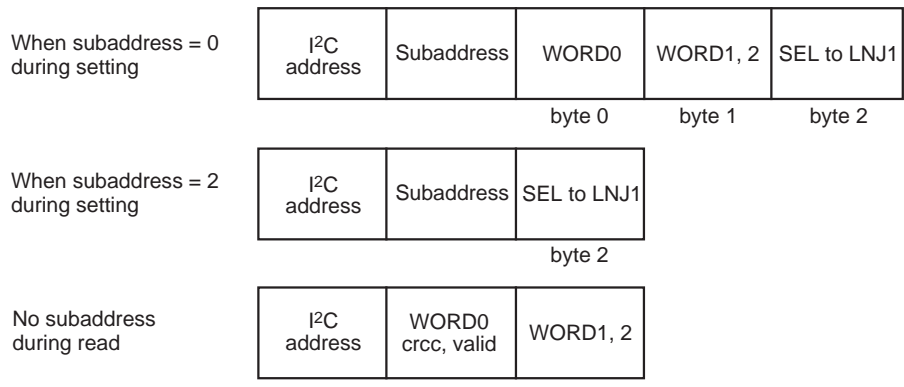 When subaddress = 0
during setting
I²C
address
Subaddress
WORD0
WORD1, 2
SEL to LNJ1
byte 0
byte 1
byte 2
When subaddress = 2
during setting
I²C
address
Subaddress
SEL to LNJ1
byte 2
No subaddress
during read
I²C
address
WORD0
crcc, valid
WORD1, 2